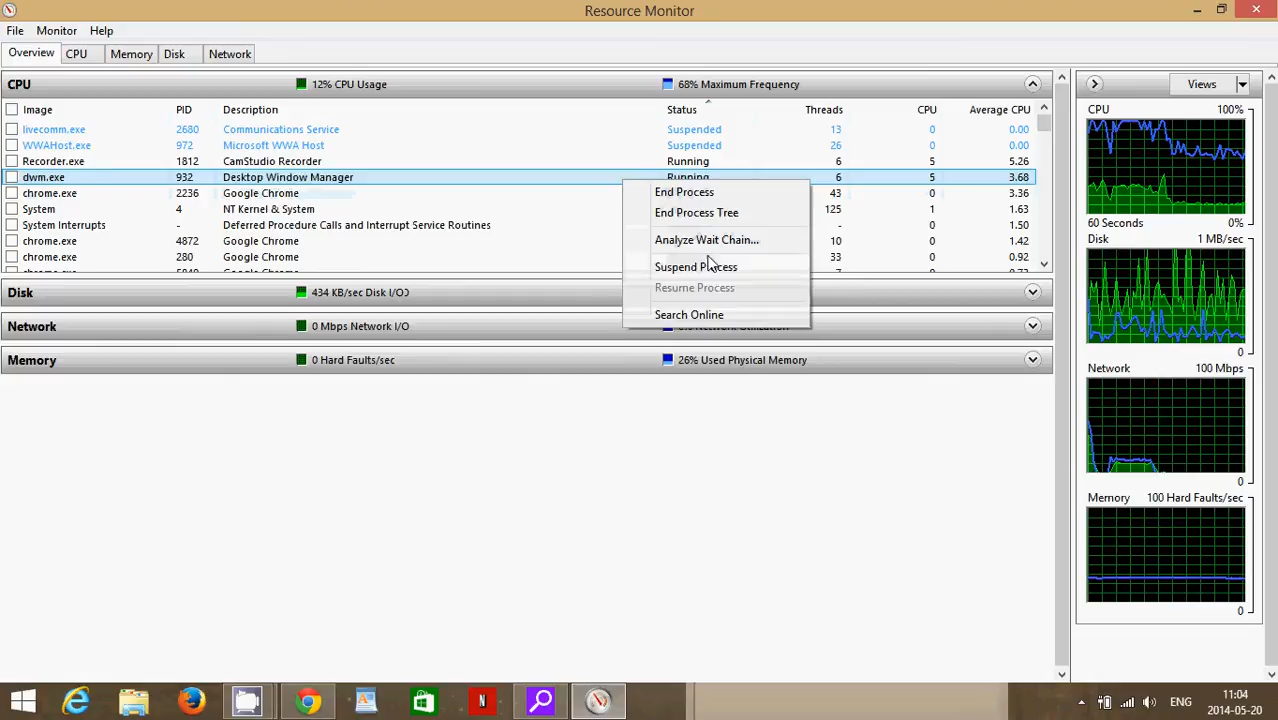 Resource Monitor
File Monitor Help
Overview CPU Memory Disk Network
CPU 12% CPU Usage 68% Maximum Frequency
Image PID Description Status Threads CPU Average CPU
livecomm.exe 2680 Communications Service Suspended 13 0 0.00
WWAHost.exe 972 Microsoft WWA Host Suspended 26 0 0.00
Recorder.exe 1812 CamStudio Recorder Running 6 5 5.26
dwm.exe 932 Desktop Window Manager Running 6 5 3.68
chrome.exe 2236 Google Chrome 43 0 3.36
System 4 NT Kernel & System 125 1 1.63
System Interrupts - Deferred Procedure Calls and Interrupt Service Routines - 0 1.50
chrome.exe 4872 Google Chrome 10 0 1.42
chrome.exe 280 Google Chrome 33 0 0.92
End Process
End Process Tree
Analyze Wait Chain...
Suspend Process
Resume Process
Search Online
Disk 434 KB/sec Disk I/O
Network 0 Mbps Network I/O
Memory 0 Hard Faults/sec 26% Used Physical Memory
Views
CPU 100%
60 Seconds 0%
Disk 1 MB/sec
0
Network 100 Mbps
0
Memory 100 Hard Faults/sec
0
N
ENG
11:04
2014-05-20